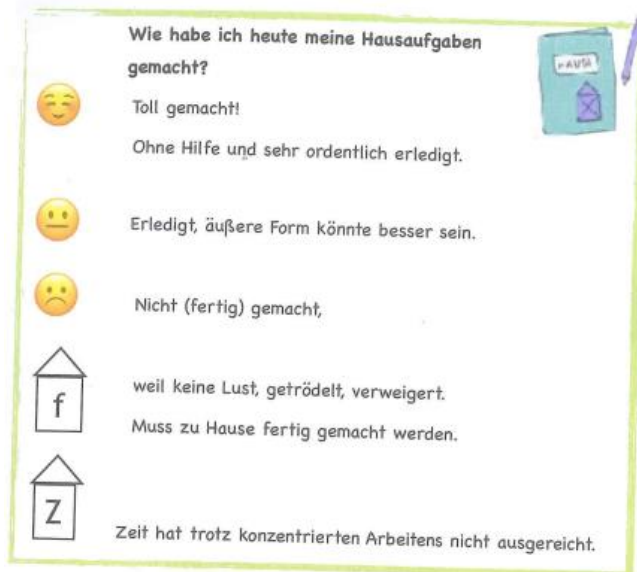 Wie habe ich heute meine Hausaufgaben
gemacht?
HAUSI
Toll gemacht!
Ohne Hilfe und sehr ordentlich erledigt.
Erledigt, äußere Form könnte besser sein.
Nicht (fertig) gemacht,
f
weil keine Lust, getrödelt, verweigert.
Muss zu Hause fertig gemacht werden.
Z
Zeit hat trotz konzentrierten Arbeitens nicht ausgereicht.